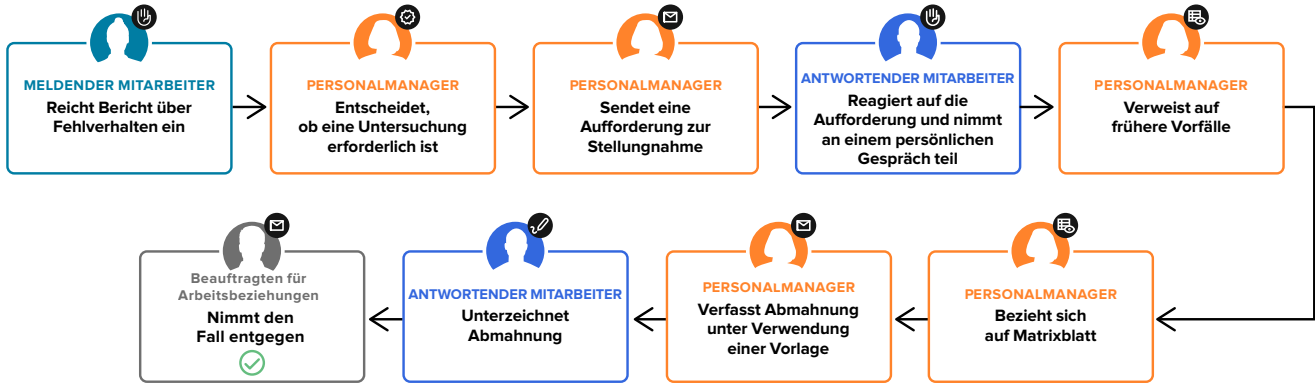 MELDENDER MITARBEITER
Reicht Bericht über
Fehlverhalten ein
PERSONALMANAGER
Entscheidet,
ob eine Untersuchung
erforderlich ist
PERSONALMANAGER
Sendet eine
Aufforderung zur
Stellungnahme
ANTWORTENDER MITARBEITER
Reagiert auf die
Aufforderung und nimmt
an einem persönlichen
Gespräch teil
PERSONALMANAGER
Verweist auf
frühere Vorfälle
PERSONALMANAGER
Bezieht sich
auf Matrixblatt
PERSONALMANAGER
Verfasst Abmahnung
unter Verwendung
einer Vorlage
ANTWORTENDER MITARBEITER
Unterzeichnet
Abmahnung
Beauftragten für
Arbeitsbeziehungen
Nimmt den
Fall entgegen